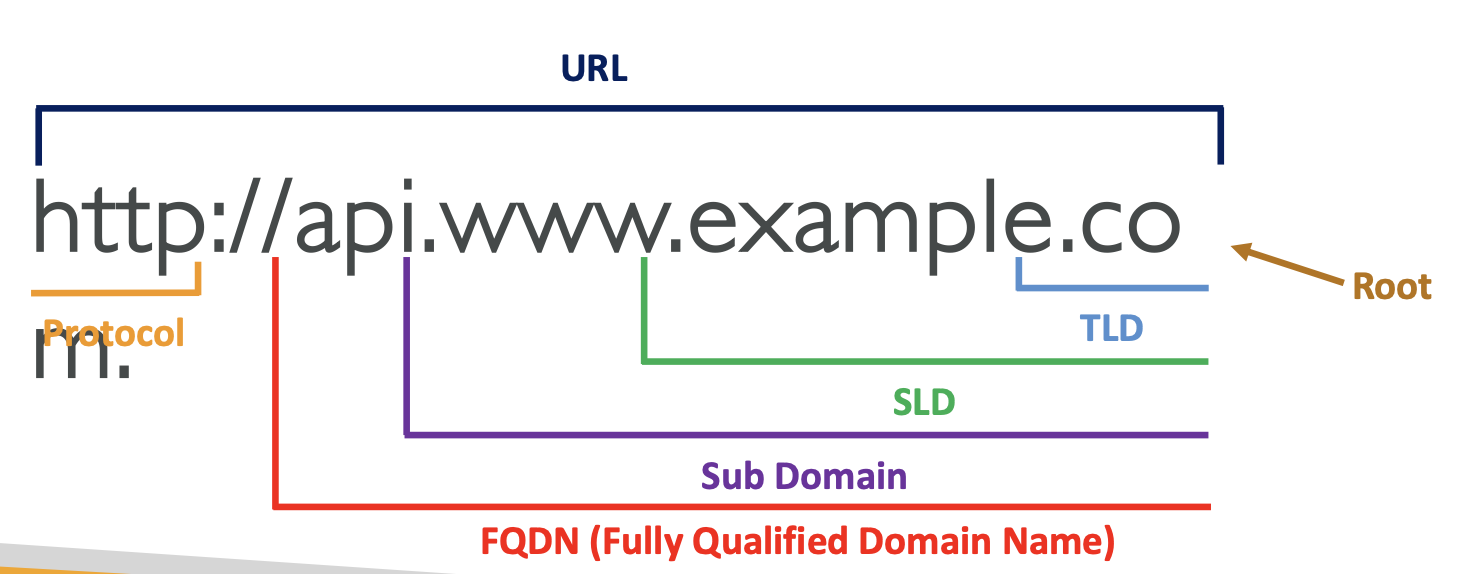 URL
http://api.www.example.co
m.
Root
Protocol
TLD
SLD
Sub Domain
FQDN (Fully Qualified Domain Name)